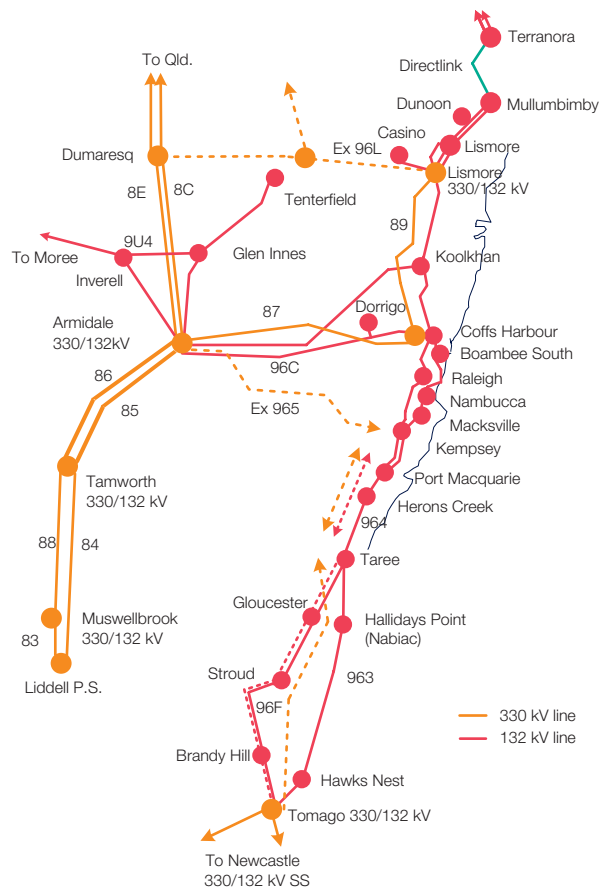 Terranora
To Qld.
Directlink
Dunoon
Mullumbimby
Casino
Dumaresq
Ex 96L
Lismore
Lismore
330/132 kV
8E
8C
Tenterfield
89
9U4
To Moree
Glen Innes
Koolkhan
Inverell
87
Dorrigo
Armidale
330/132kV
Coffs Harbour
96C
Boambee South
86
Raleigh
85
Ex 965
Nambucca
Macksville
Kempsey
Tamworth
330/132 kV
Port Macquarie
Herons Creek
964
88
84
Taree
Gloucester
Muswellbrook
330/132 kV
Hallidays Point
(Nabiac)
83
Stroud
963
Liddell P.S.
96F
330 kV line
132 kV line
Brandy Hill
Hawks Nest
Tomago 330/132 kV
To Newcastle
330/132 kV SS